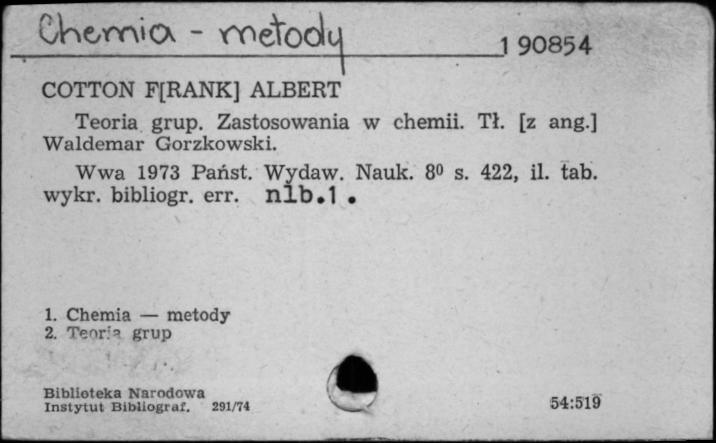 Chemia - metody
190854
COTTON F[RANK] ALBERT
Teoria grup. Zastosowania w chemii. Tł. [z ang.]
Waldemar Gorzkowski.
Wwa 1973 Państ. Wydaw. Nauk. 8⁰ s. 422, il. tab.
wykr. bibliogr. err. nlb.1.
1. Chemia — metody
2. Teoria grup
Biblioteka Narodowa
Instytut Bibliograf. 291/74
54:519